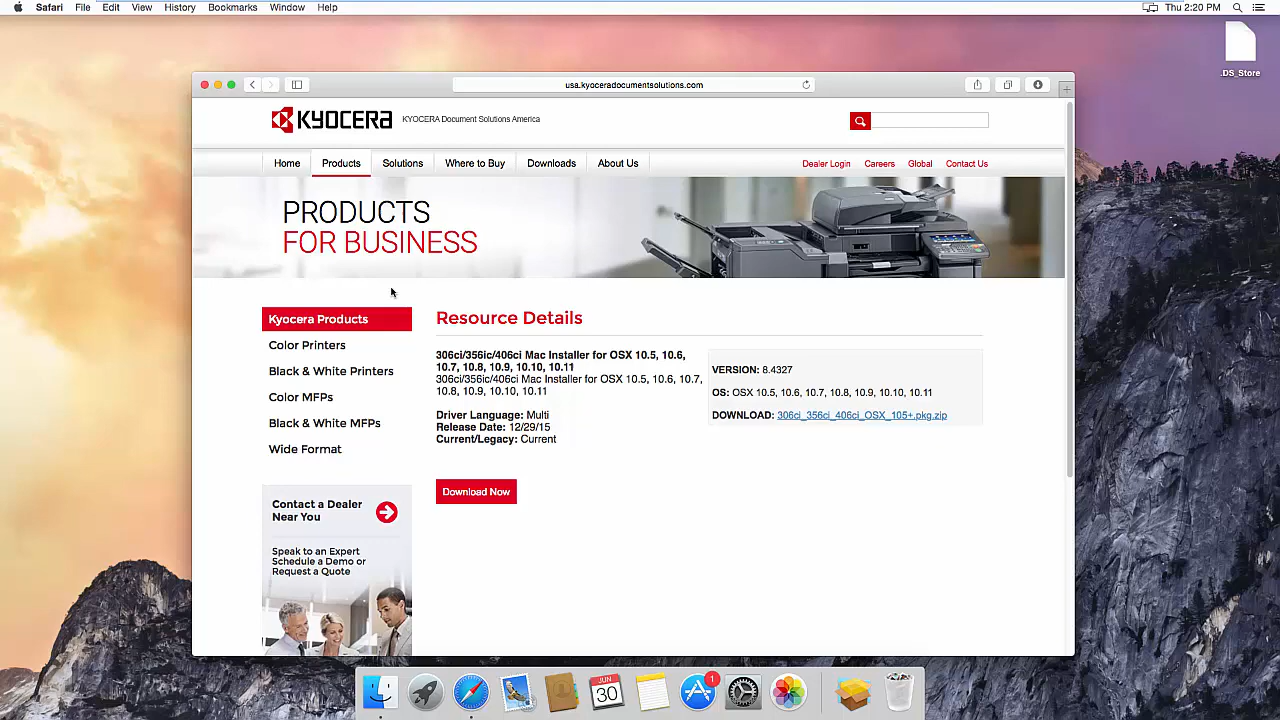 Safari File Edit View History Bookmarks Window Help Thu 2:20 PM
.DS_Store
usa.kyoceradocumentsolutions.com
KYOCERA KYOCERA Document Solutions America
Home Products Solutions Where to Buy Downloads About Us Dealer Login Careers Global Contact Us
PRODUCTS
FOR BUSINESS
Kyocera Products
Color Printers
Black & White Printers
Color MFPs
Black & White MFPs
Wide Format
Contact a Dealer
Near You
Speak to an Expert
Schedule a Demo or
Request a Quote
Resource Details
306ci/356ic/406ci Mac Installer for OSX 10.5, 10.6,
10.7, 10.8, 10.9, 10.10, 10.11
306ci/356ic/406ci Mac Installer for OSX 10.5, 10.6, 10.7,
10.8, 10.9, 10.10, 10.11
Driver Language: Multi
Release Date: 12/29/15
Current/Legacy: Current
Download Now
VERSION: 8.4327
OS: OSX 10.5, 10.6, 10.7, 10.8, 10.9, 10.10, 10.11
DOWNLOAD: 306ci_356ci_406ci_OSX_105+.pkg.zip
JUN
30
1